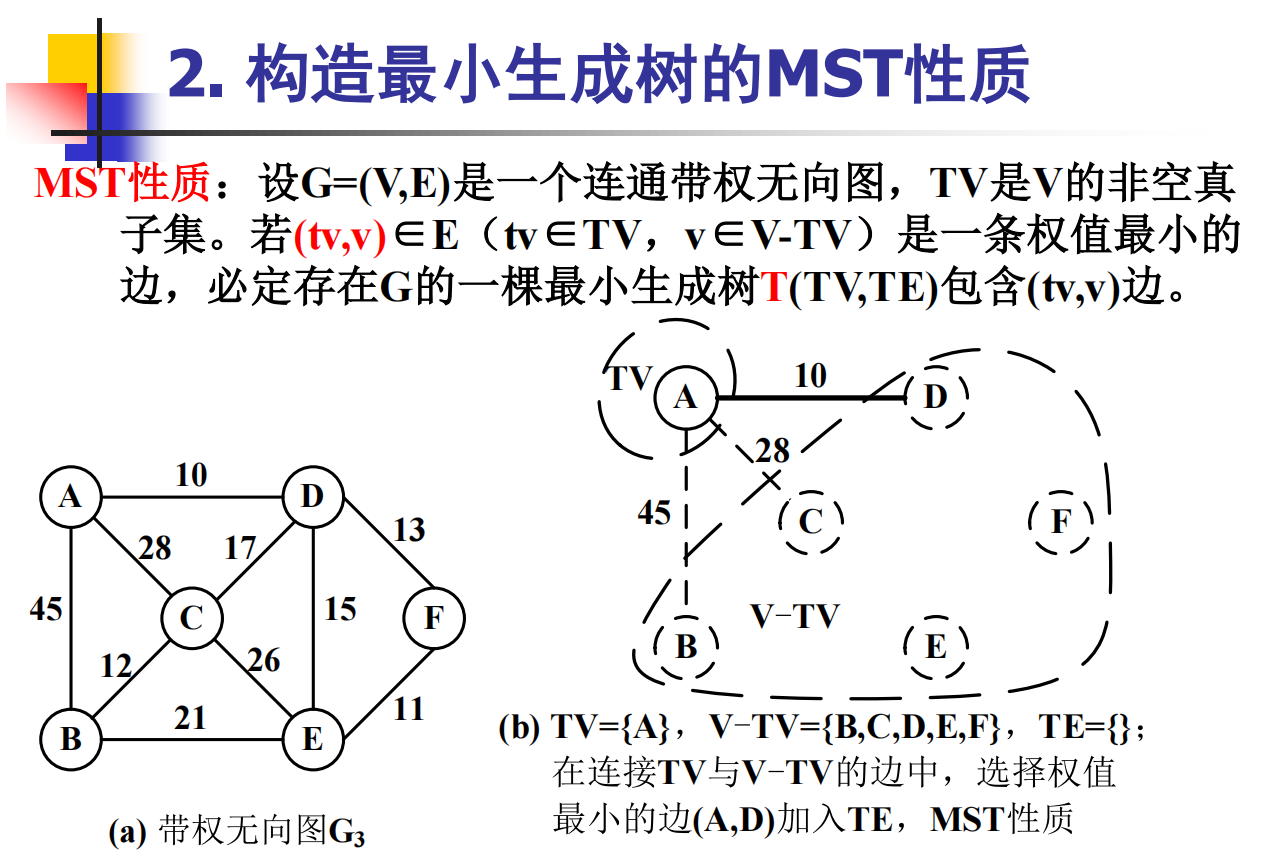 2. 构造最小生成树的MST性质
MST性质：设G=(V,E)是一个连通带权无向图，TV是V的非空真
子集。若(tv,v)∈E（tv∈TV，v∈V-TV）是一条权值最小的
边，必定存在G的一棵最小生成树T(TV,TE)包含(tv,v)边。
A
10
D
28
17
13
45
C
15
F
12
26
B
21
E
11
(a) 带权无向图G₃
TV
A
10
D
28
45
C
F
V-TV
B
E
(b) TV={A}，V-TV={B,C,D,E,F}，TE={}；
在连接TV与V-TV的边中，选择权值
最小的边(A,D)加入TE，MST性质